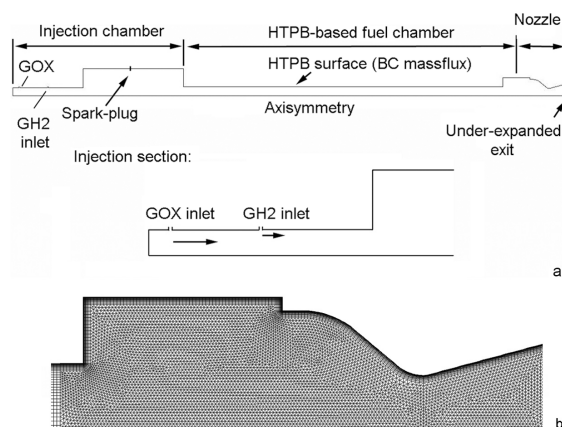 Injection chamber
HTPB-based fuel chamber
Nozzle
GOX
HTPB surface (BC massflux)
GH2
inlet
Spark-plug
Axisymmetry
Under-expanded
exit
Injection section:
GOX inlet
GH2 inlet
a
b